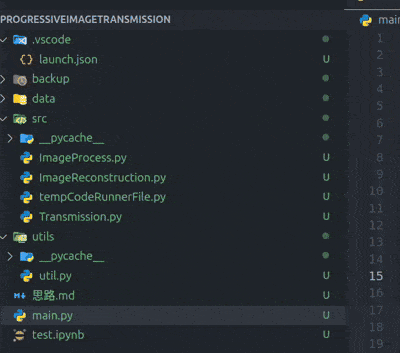 PROGRESSIVEIMAGETRANSMISSION
.vscode
launch.json U
backup
data
src
__pycache__
ImageProcess.py U
ImageReconstruction.py U
tempCodeRunnerFile.py U
Transmission.py U
utils
__pycache__
util.py U
思路.md U
main.py U
test.ipynb U
mai
1
2
3
4
5
6
7
8
9
10
11
12
13
14
15
16
17
18
19